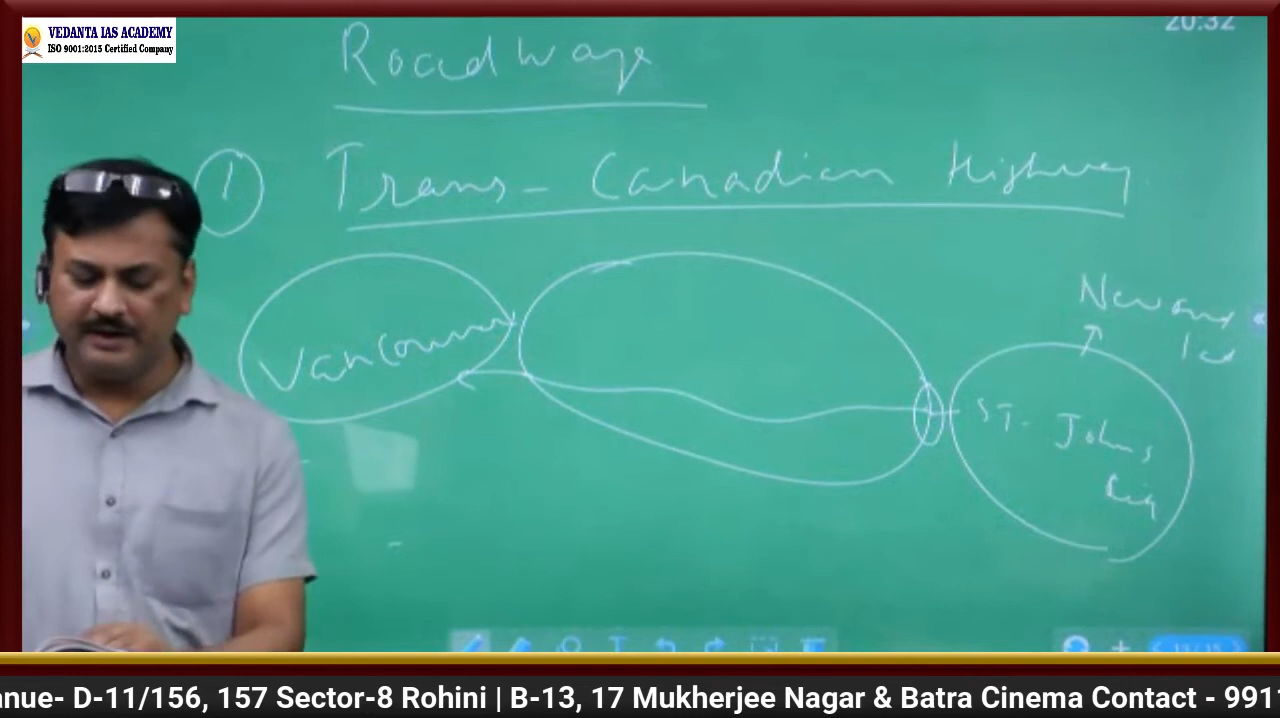 VEDANTA IAS ACADEMY
ISO 9001:2015 Certified Company
20:32
Roadways
1 Trans-Canadian Highway
Vancouver
ST. Johns
anue- D-11/156, 157 Sector-8 Rohini | B-13, 17 Mukherjee Nagar & Batra Cinema Contact - 991